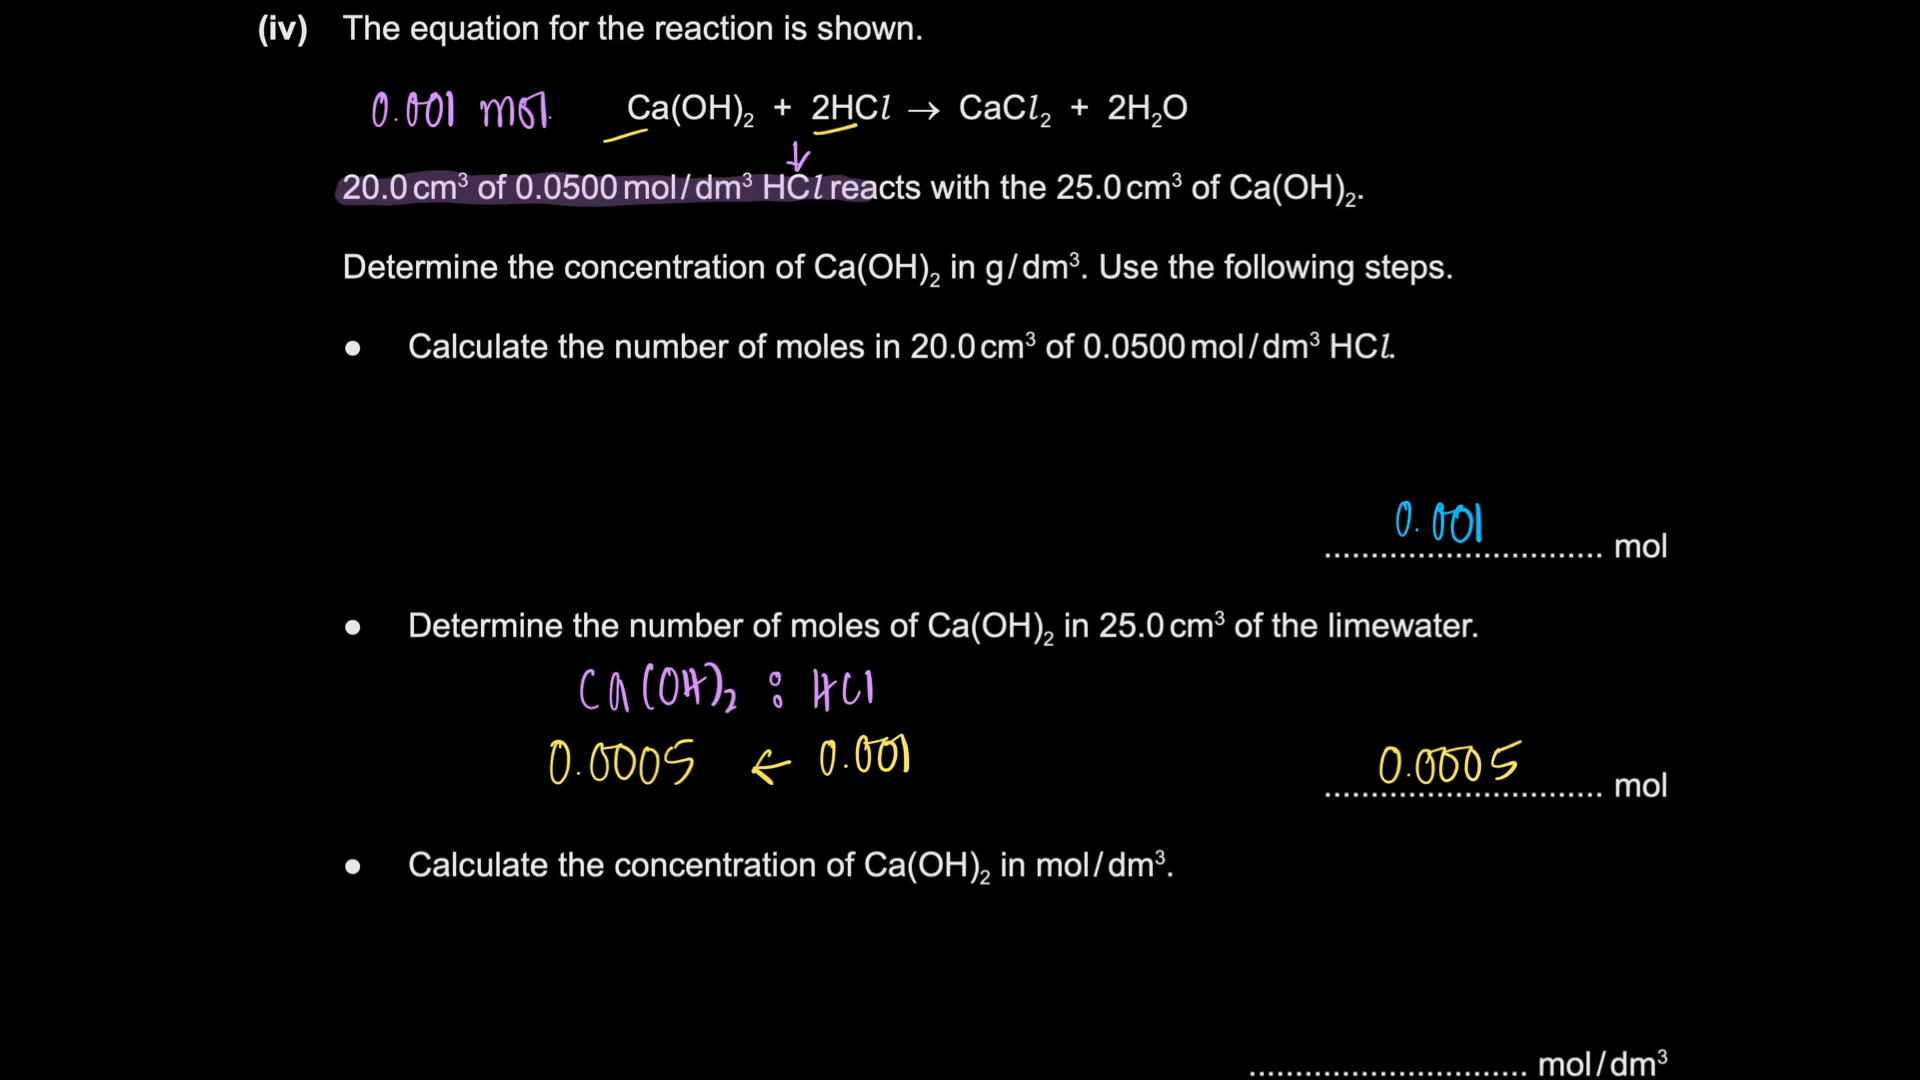 (iv) The equation for the reaction is shown.
0.001 mol. Ca(OH)₂ + 2HCl → CaCl₂ + 2H₂O
↓
20.0 cm³ of 0.0500 mol/dm³ HCl reacts with the 25.0 cm³ of Ca(OH)₂.
Determine the concentration of Ca(OH)₂ in g/dm³. Use the following steps.
● Calculate the number of moles in 20.0 cm³ of 0.0500 mol/dm³ HCl.
0.001
.............................. mol
● Determine the number of moles of Ca(OH)₂ in 25.0 cm³ of the limewater.
Ca(OH)₂ : HCl
0.0005 ← 0.001
0.0005
.............................. mol
● Calculate the concentration of Ca(OH)₂ in mol/dm³.
.............................. mol/dm³